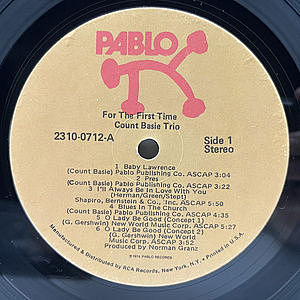 PABLO
For The First Time
Count Basie Trio
2310-0712-A
Side 1
Stereo
1 Baby Lawrence
(Count Basie) Pablo Publishing Co. ASCAP 3:04
2 Pres
(Count Basie) Pablo Publishing Co. ASCAP 3:22
3 I'll Always Be In Love With You
(Herman/Green/Stept)
Shapiro, Bernstein & Co., Inc. ASCAP 5:50
4 Blues In The Church
(Count Basie) Pablo Publishing Co. ASCAP 4:35
5 O Lady Be Good (Concept 1)
(G. Gershwin) New World Music Corp. ASCAP 5:27
6 O Lady Be Good (Concept 2)
(G. Gershwin) New World
Music Corp. ASCAP 3:52
Produced by Norman Granz
© 1974 PABLO RECORDS
Manufactured and Distributed by RCA Records, New York, N.Y. • Printed in U.S.A.